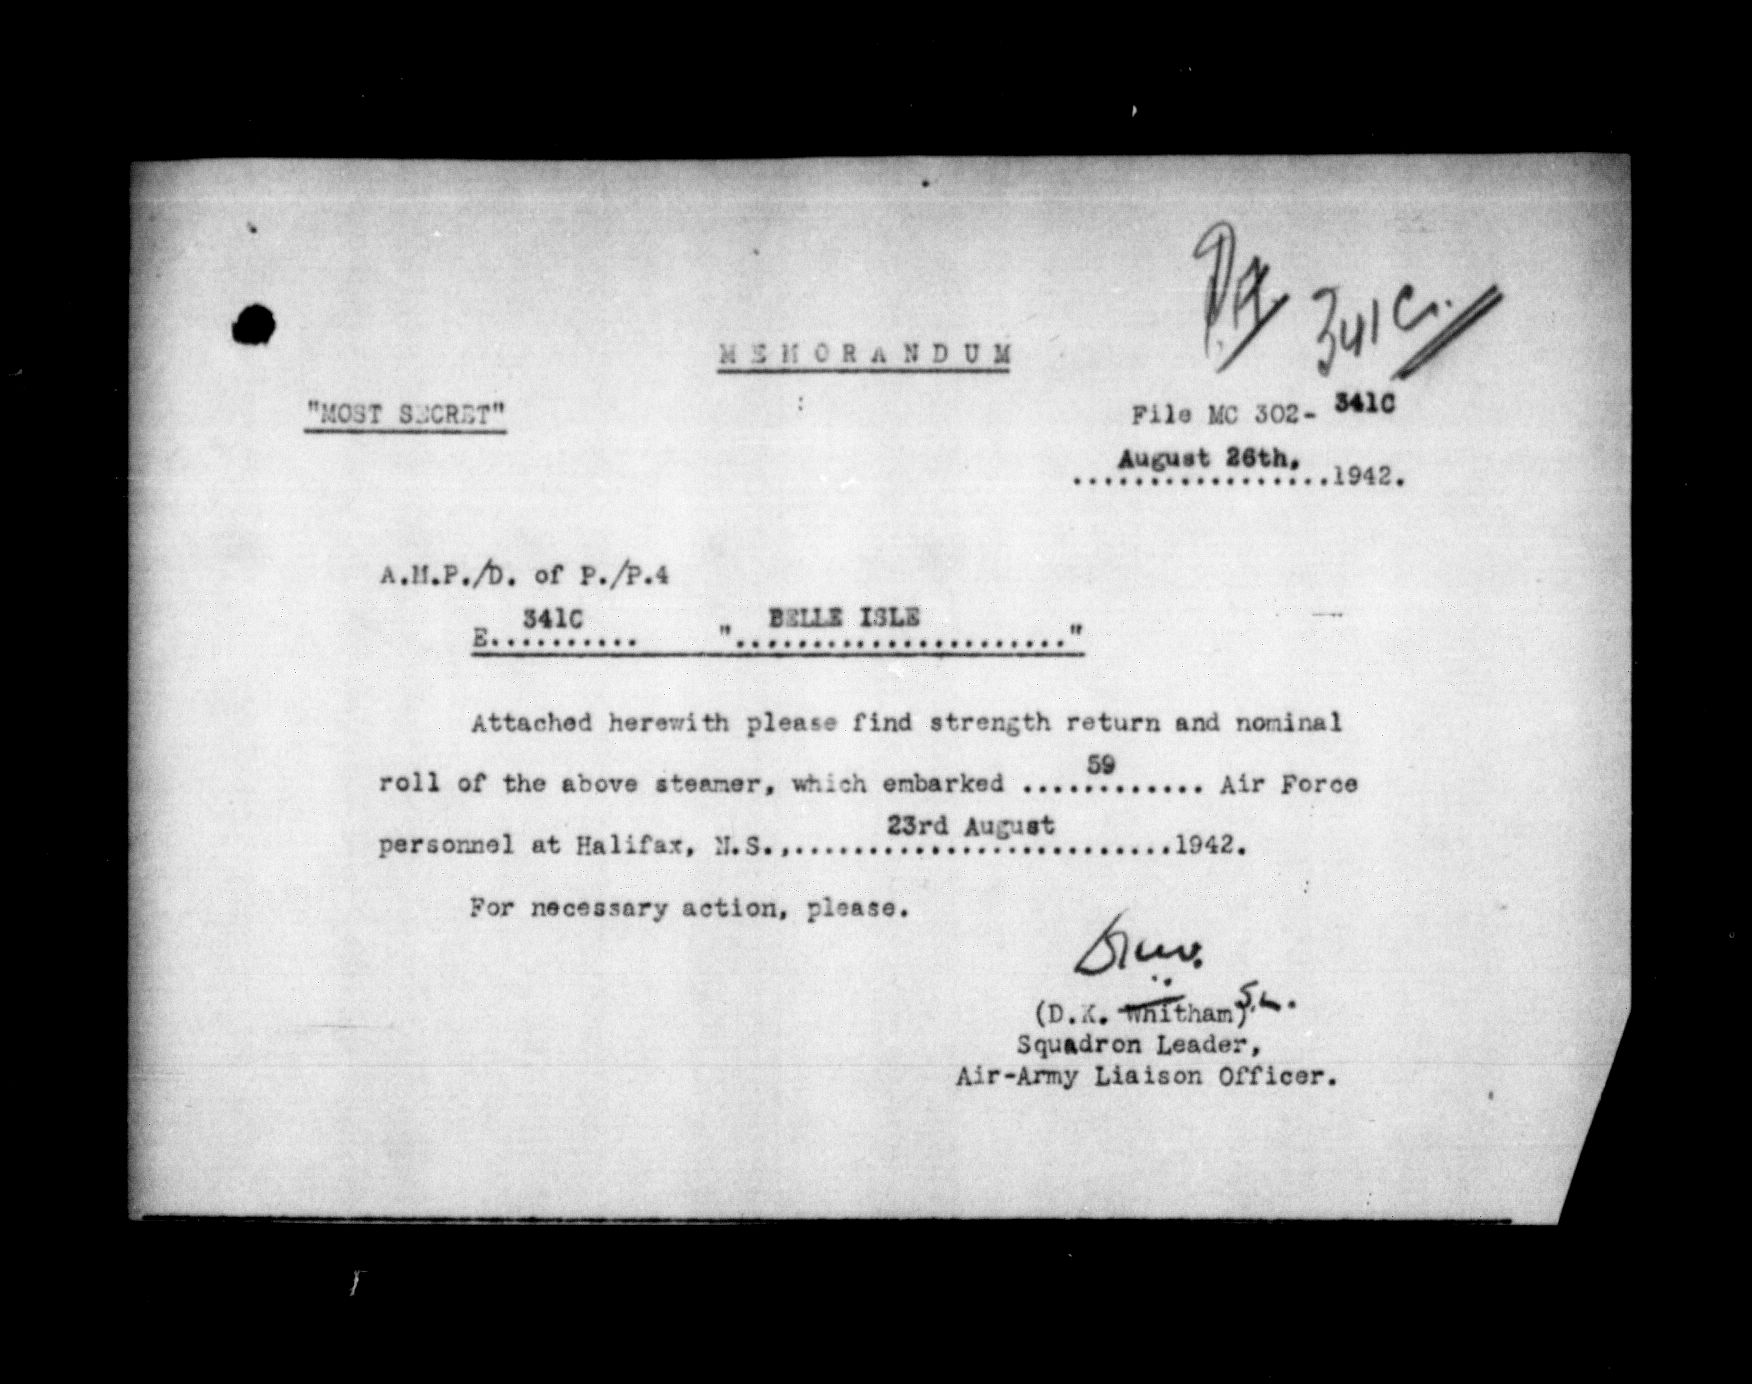 P.A. 341C.
MEMORANDUM
"MOST SECRET"
File MC 302- 341C
August 26th,
.................1942.
A.M.P./D. of P./P.4
E..341C.... "..BELLE ISLE.........."
Attached herewith please find strength return and nominal
roll of the above steamer, which embarked ....59...... Air Force
personnel at Halifax, N.S.,......23rd August........1942.
For necessary action, please.
(D.K. Whitham) S.L.
Squadron Leader,
Air-Army Liaison Officer.